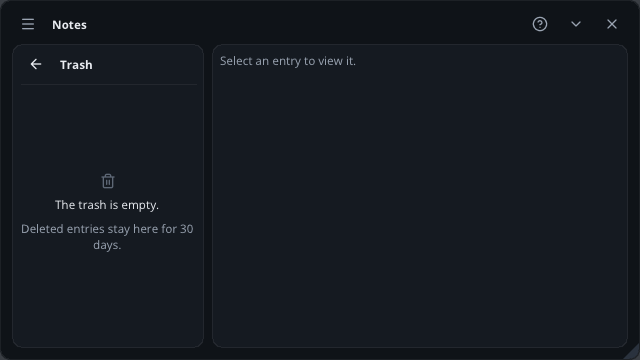 Notes
Trash
Select an entry to view it.
The trash is empty.
Deleted entries stay here for 30
days.